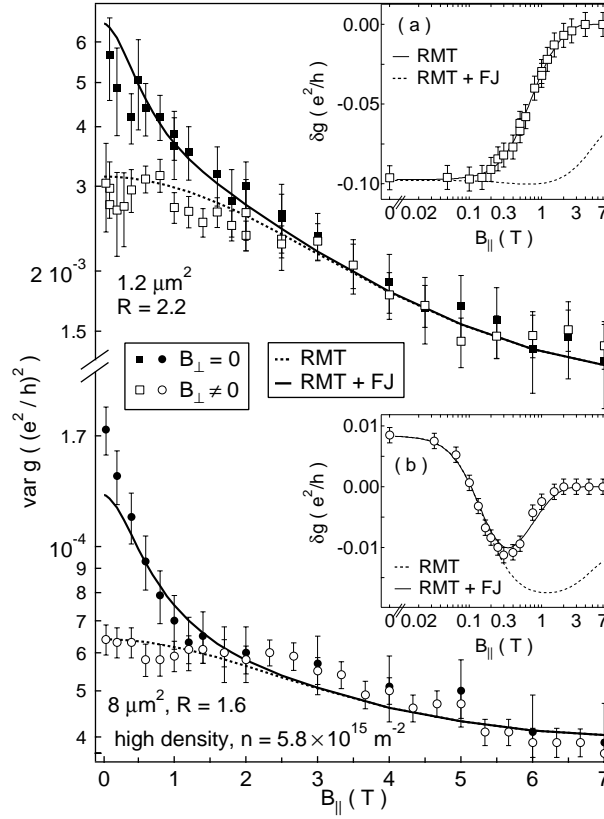 ( a )
RMT
RMT + FJ
δg ( e²/h )
0.00
-0.05
-0.10
0 0.02 0.1 0.3 1 7
B|| ( T )
6
5
4
3
2 10⁻³
1.5
1.2 μm²
R = 2.2
B⊥ = 0
B⊥ ≠ 0
RMT
RMT + FJ
var g ( (e² / h)² )
1.7
10⁻⁴
9
8
7
6
5
4
( b )
0.01
0.00
-0.01
δg ( e²/h )
RMT
RMT + FJ
0 0.02 0.1 0.3 1 7
B|| ( T )
8 μm², R = 1.6
high density, n = 5.8 × 10¹⁵ m⁻²
0 1 2 3 4 5 6 7
B|| ( T )